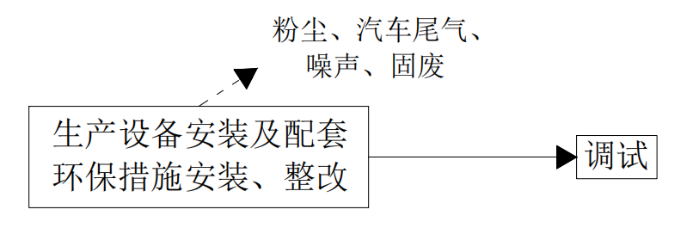 粉尘、汽车尾气、
噪声、固废
生产设备安装及配套
环保措施安装、整改
调试